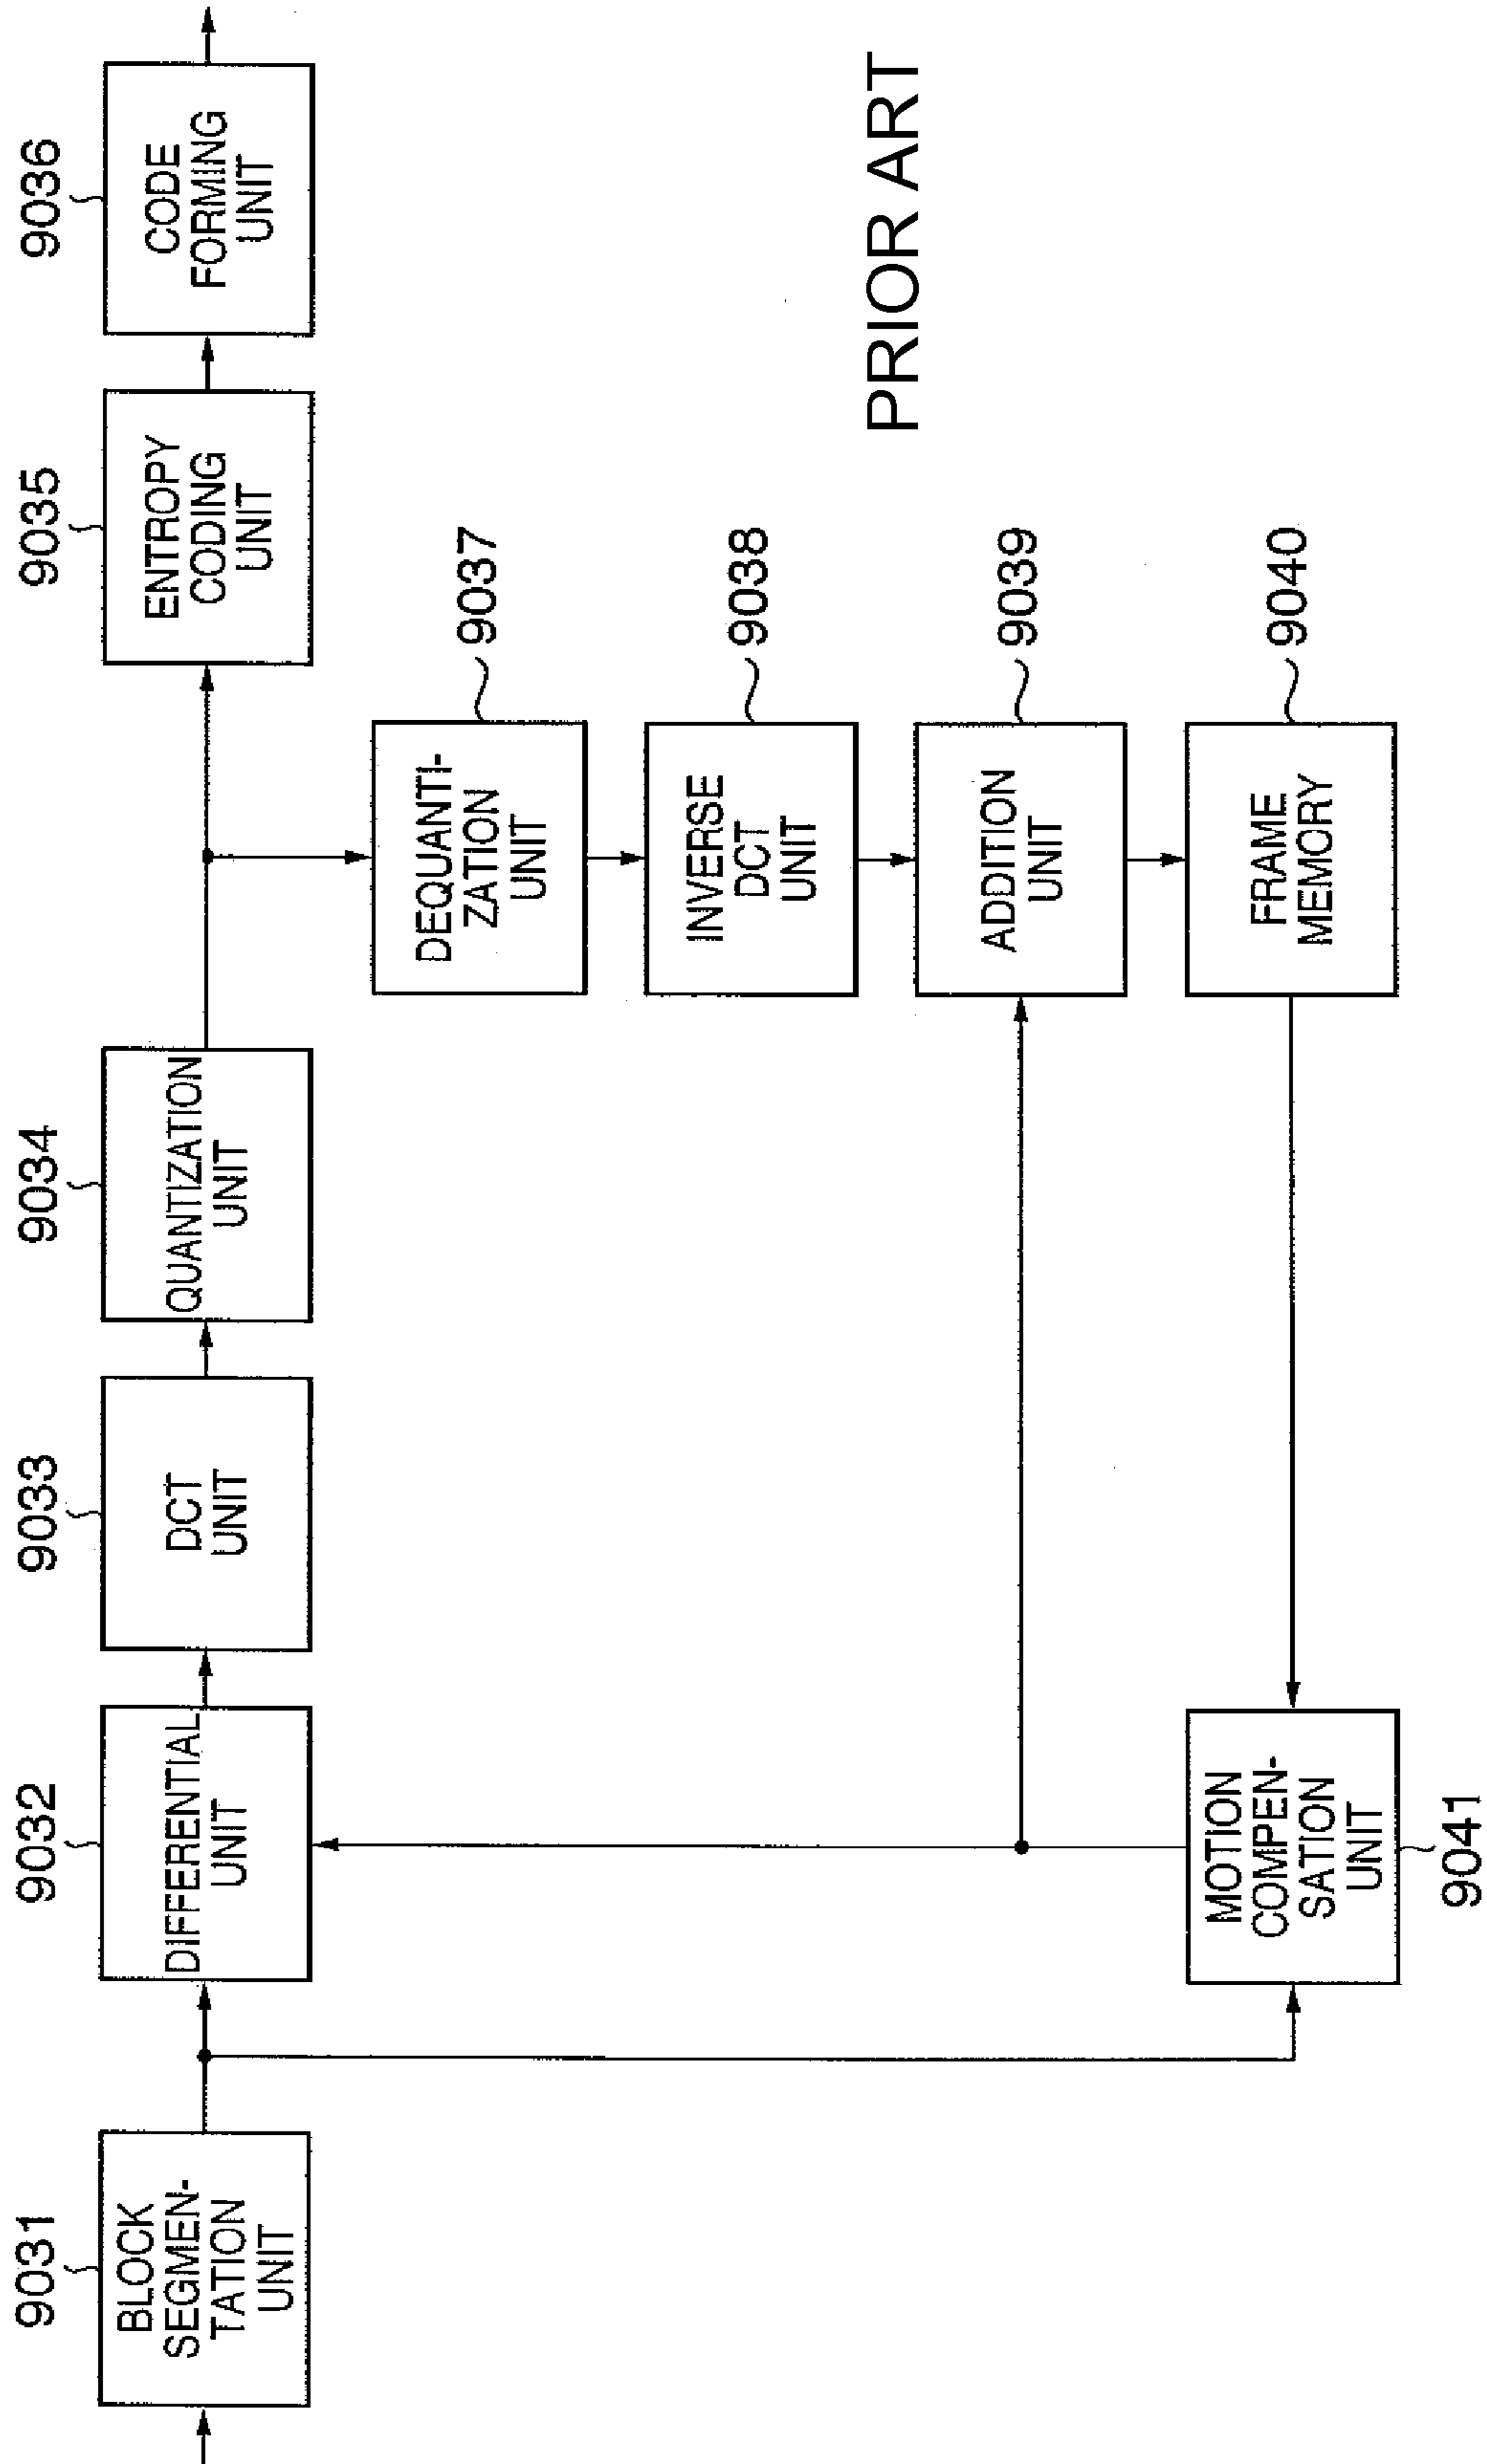 9031
BLOCK
SEGMEN-
TATION
UNIT
9032
DIFFERENTIAL
UNIT
9033
DCT
UNIT
9034
QUANTIZATION
UNIT
9035
ENTROPY
CODING
UNIT
9036
CODE
FORMING
UNIT
DEQUANTI-
ZATION
UNIT
9037
INVERSE
DCT
UNIT
9038
ADDITION
UNIT
9039
FRAME
MEMORY
9040
MOTION
COMPEN-
SATION
UNIT
9041
PRIOR ART